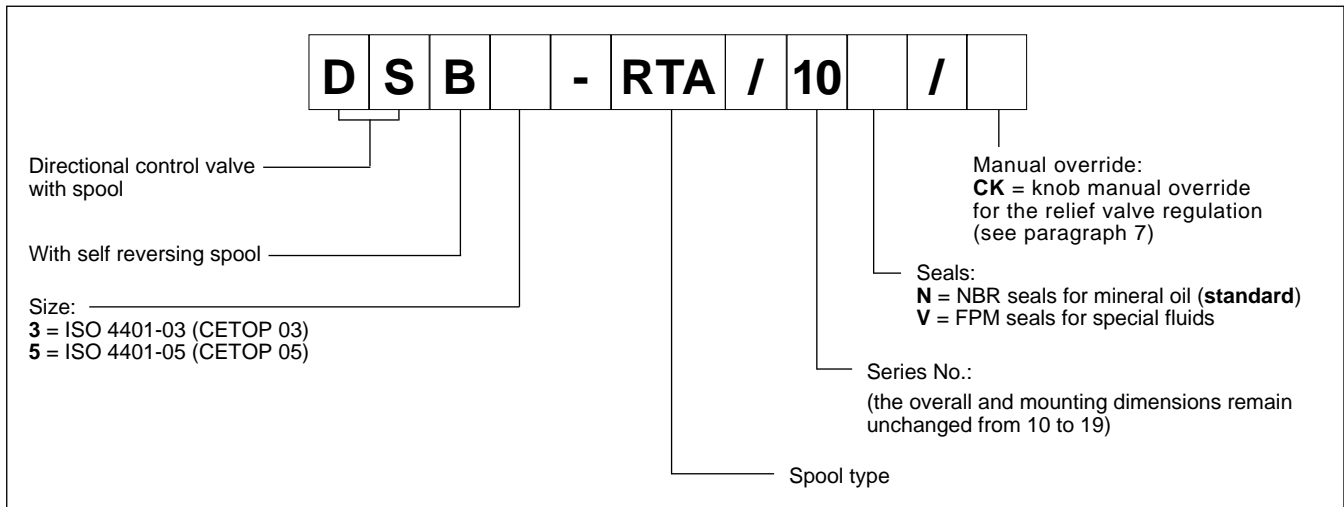 D S B - RTA / 10 /
Directional control valve
with spool
With self reversing spool
Size:
3 = ISO 4401-03 (CETOP 03)
5 = ISO 4401-05 (CETOP 05)
Manual override:
CK = knob manual override
for the relief valve regulation
(see paragraph 7)
Seals:
N = NBR seals for mineral oil (standard)
V = FPM seals for special fluids
Series No.:
(the overall and mounting dimensions remain
unchanged from 10 to 19)
Spool type